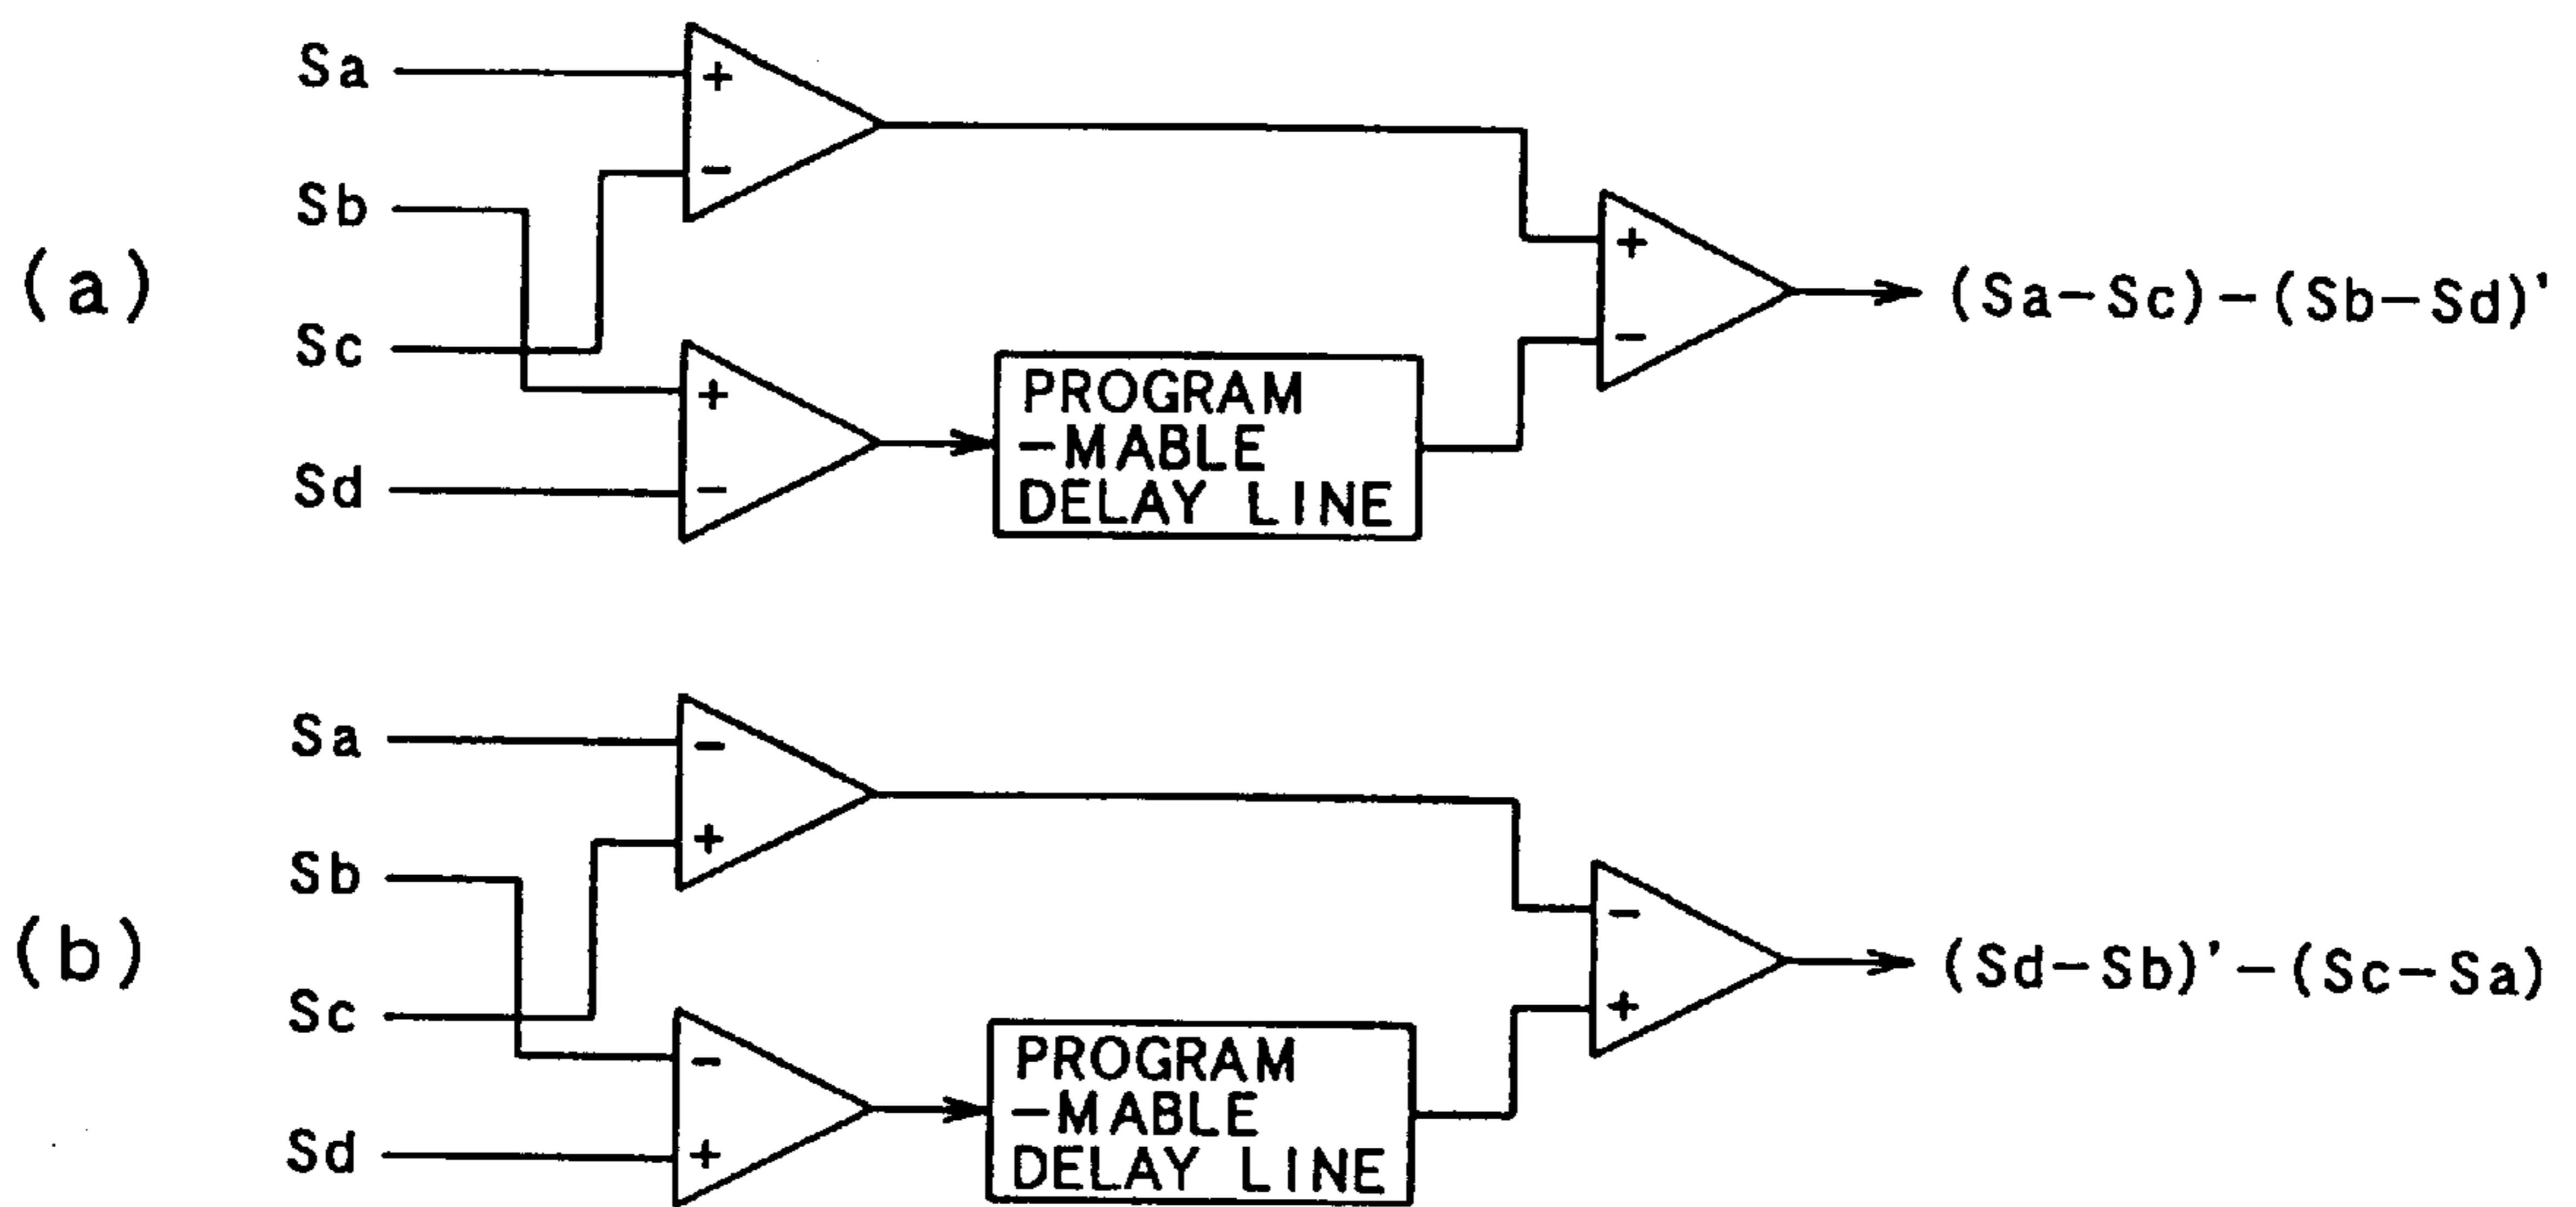 Sa
+
-
Sb
(a)
+
-
(Sa-Sc)-(Sb-Sd)'
Sc
+
PROGRAM
-MABLE
DELAY LINE
Sd
-
Sa
-
+
Sb
(b)
-
+
(Sd-Sb)'-(Sc-Sa)
Sc
-
PROGRAM
-MABLE
DELAY LINE
Sd
+